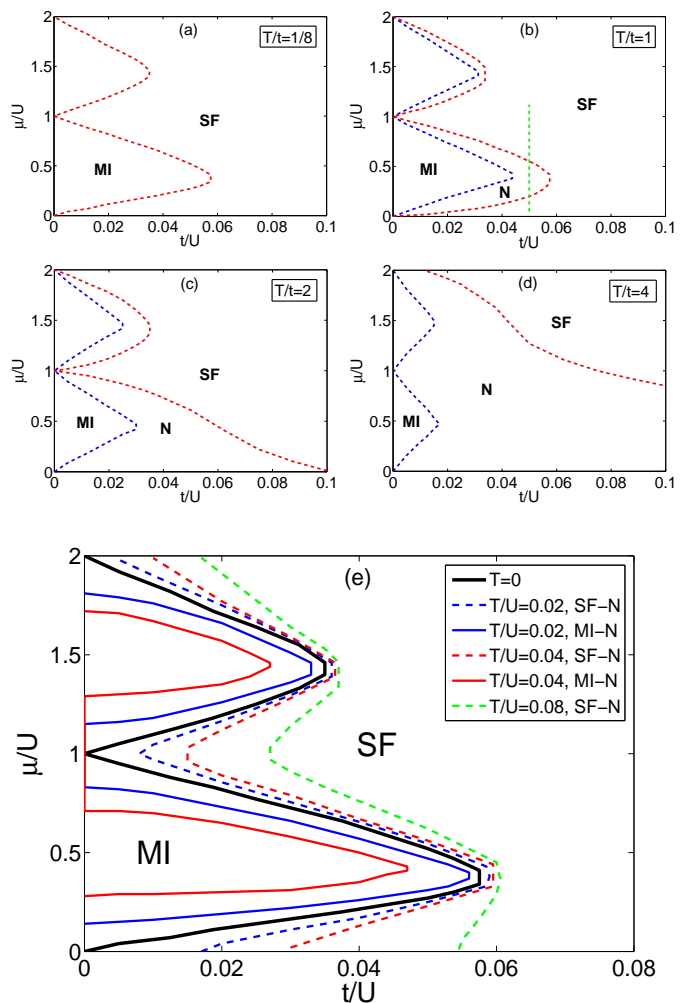 (a)
T/t=1/8
μ/U
2
1.5
1
0.5
0
SF
MI
0
0.02
0.04
0.06
0.08
0.1
t/U
(b)
T/t=1
μ/U
2
1.5
1
0.5
0
SF
MI
N
0
0.02
0.04
0.06
0.08
0.1
t/U
(c)
T/t=2
μ/U
2
1.5
1
0.5
0
SF
MI
N
0
0.02
0.04
0.06
0.08
0.1
t/U
(d)
T/t=4
μ/U
2
1.5
1
0.5
0
SF
N
MI
0
0.02
0.04
0.06
0.08
0.1
t/U
(e)
T=0
T/U=0.02, SF–N
T/U=0.02, MI–N
T/U=0.04, SF–N
T/U=0.04, MI–N
T/U=0.08, SF–N
μ/U
2
1.5
1
0.5
0
SF
MI
0
0.02
0.04
0.06
0.08
t/U